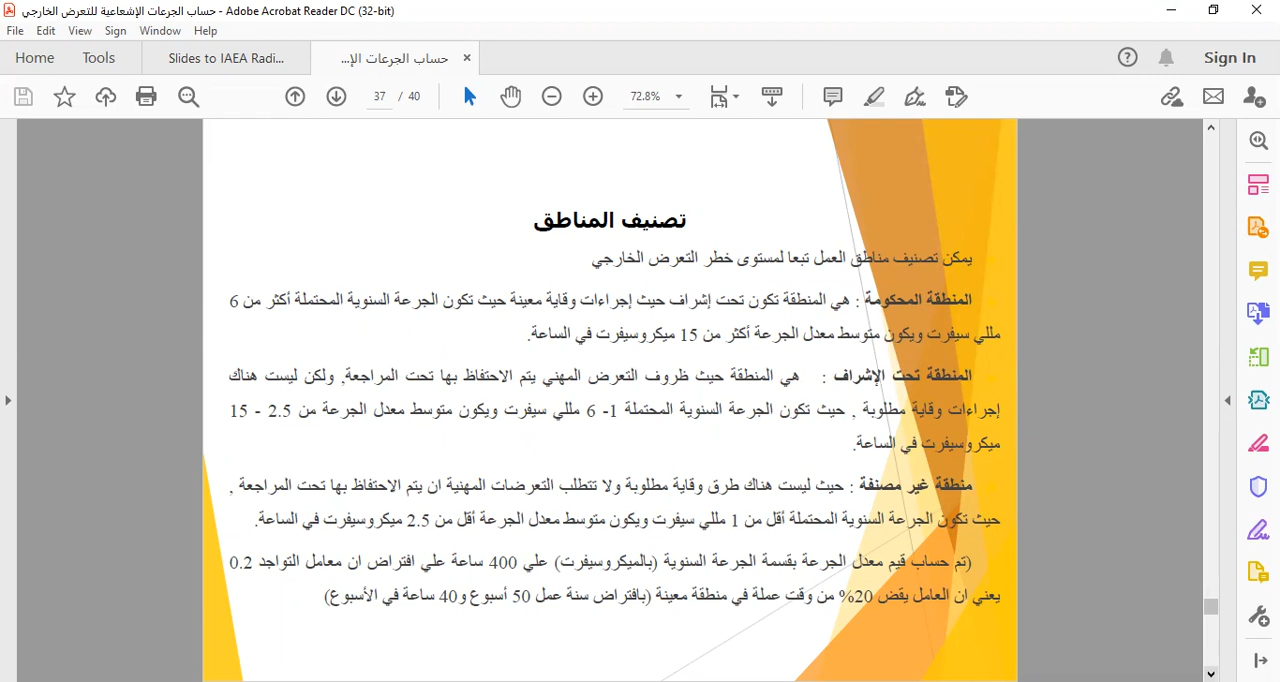 حساب الجرعات الإشعاعية للتعرض الخارجي - Adobe Acrobat Reader DC (32-bit)
File Edit View Sign Window Help
Home Tools Slides to IAEA Radi... حساب الجرعات الإ... × Sign In
37 / 40 72.8%
تصنيف المناطق
يمكن تصنيف مناطق العمل تبعا لمستوى خطر التعرض الخارجي
المنطقة المحكومة : هي المنطقة تكون تحت إشراف حيث إجراءات وقاية معينة حيث تكون الجرعة السنوية المحتملة أكثر من 6
مللي سيفرت ويكون متوسط معدل الجرعة أكثر من 15 ميكروسيفرت في الساعة.
المنطقة تحت الإشراف : هي المنطقة حيث ظروف التعرض المهني يتم الاحتفاظ بها تحت المراجعة, ولكن ليست هناك
إجراءات وقاية مطلوبة , حيث تكون الجرعة السنوية المحتملة 1- 6 مللي سيفرت ويكون متوسط معدل الجرعة من 2.5 - 15
ميكروسيفرت في الساعة.
منطقة غير مصنفة : حيث ليست هناك طرق وقاية مطلوبة ولا تتطلب التعرضات المهنية ان يتم الاحتفاظ بها تحت المراجعة ,
حيث تكون الجرعة السنوية المحتملة أقل من 1 مللي سيفرت ويكون متوسط معدل الجرعة أقل من 2.5 ميكروسيفرت في الساعة.
(تم حساب قيم معدل الجرعة بقسمة الجرعة السنوية (بالميكروسيفرت) علي 400 ساعة علي افتراض ان معامل التواجد 0.2
يعني ان العامل يقض 20% من وقت عملة في منطقة معينة (بافتراض سنة عمل 50 أسبوع و40 ساعة في الأسبوع)